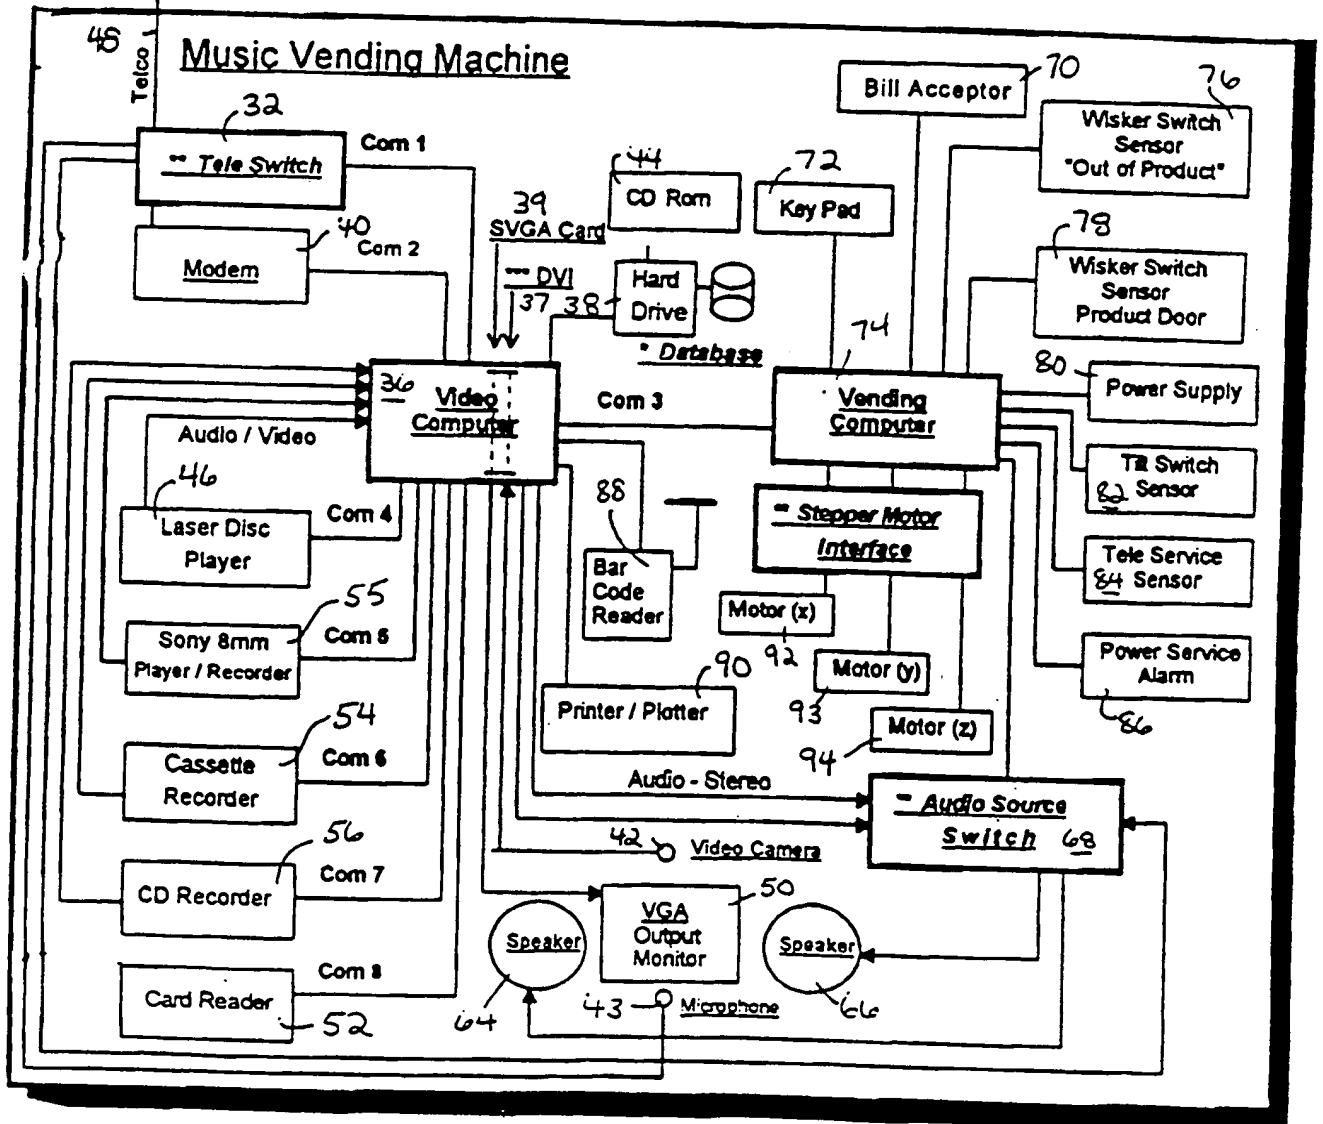 48
Telco
Music Vending Machine
32
** Tele Switch
Com 1
40
Modem
Com 2
44
CD Rom
39
SVGA Card
*** DVI
37
38
Hard
Drive
* Database
70
Bill Acceptor
72
Key Pad
76
Wisker Switch
Sensor
"Out of Product"
78
Wisker Switch
Sensor
Product Door
36
Video
Computer
Com 3
74
Vending
Computer
80
Power Supply
Tilt Switch
82 Sensor
Tele Service
84 Sensor
Power Service
Alarm
86
Audio / Video
46
Laser Disc
Player
Com 4
55
Sony 8mm
Player / Recorder
Com 5
54
Cassette
Recorder
Com 6
56
CD Recorder
Com 7
Card Reader
52
Com 8
88
Bar
Code
Reader
90
Printer / Plotter
** Stepper Motor
Interface
Motor (x)
92
Motor (y)
93
Motor (z)
94
Audio - Stereo
** Audio Source
Switch 68
42
Video Camera
50
VGA
Output
Monitor
Speaker
64
Speaker
66
43
Microphone